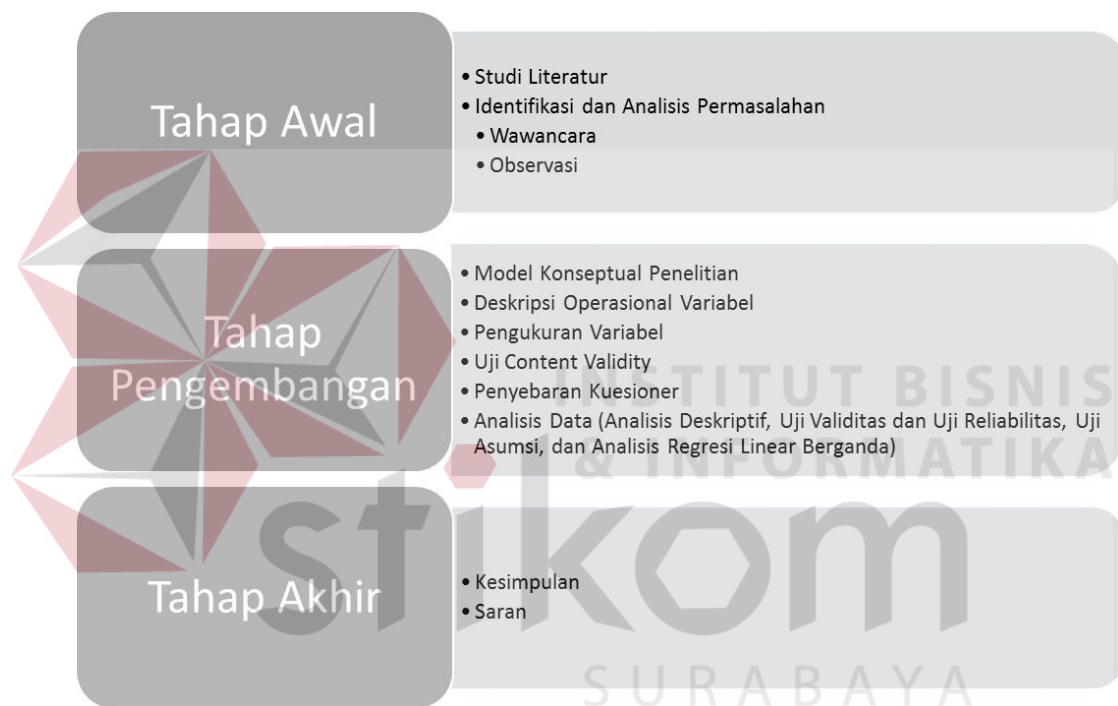 Tahap Awal
• Studi Literatur
• Identifikasi dan Analisis Permasalahan
• Wawancara
• Observasi
Tahap
Pengembangan
• Model Konseptual Penelitian
• Deskripsi Operasional Variabel
• Pengukuran Variabel
• Uji Content Validity
• Penyebaran Kuesioner
• Analisis Data (Analisis Deskriptif, Uji Validitas dan Uji Reliabilitas, Uji
Asumsi, dan Analisis Regresi Linear Berganda)
Tahap Akhir
• Kesimpulan
• Saran
INSTITUT BISNIS
& INFORMATIKA
stikom
SURABAYA